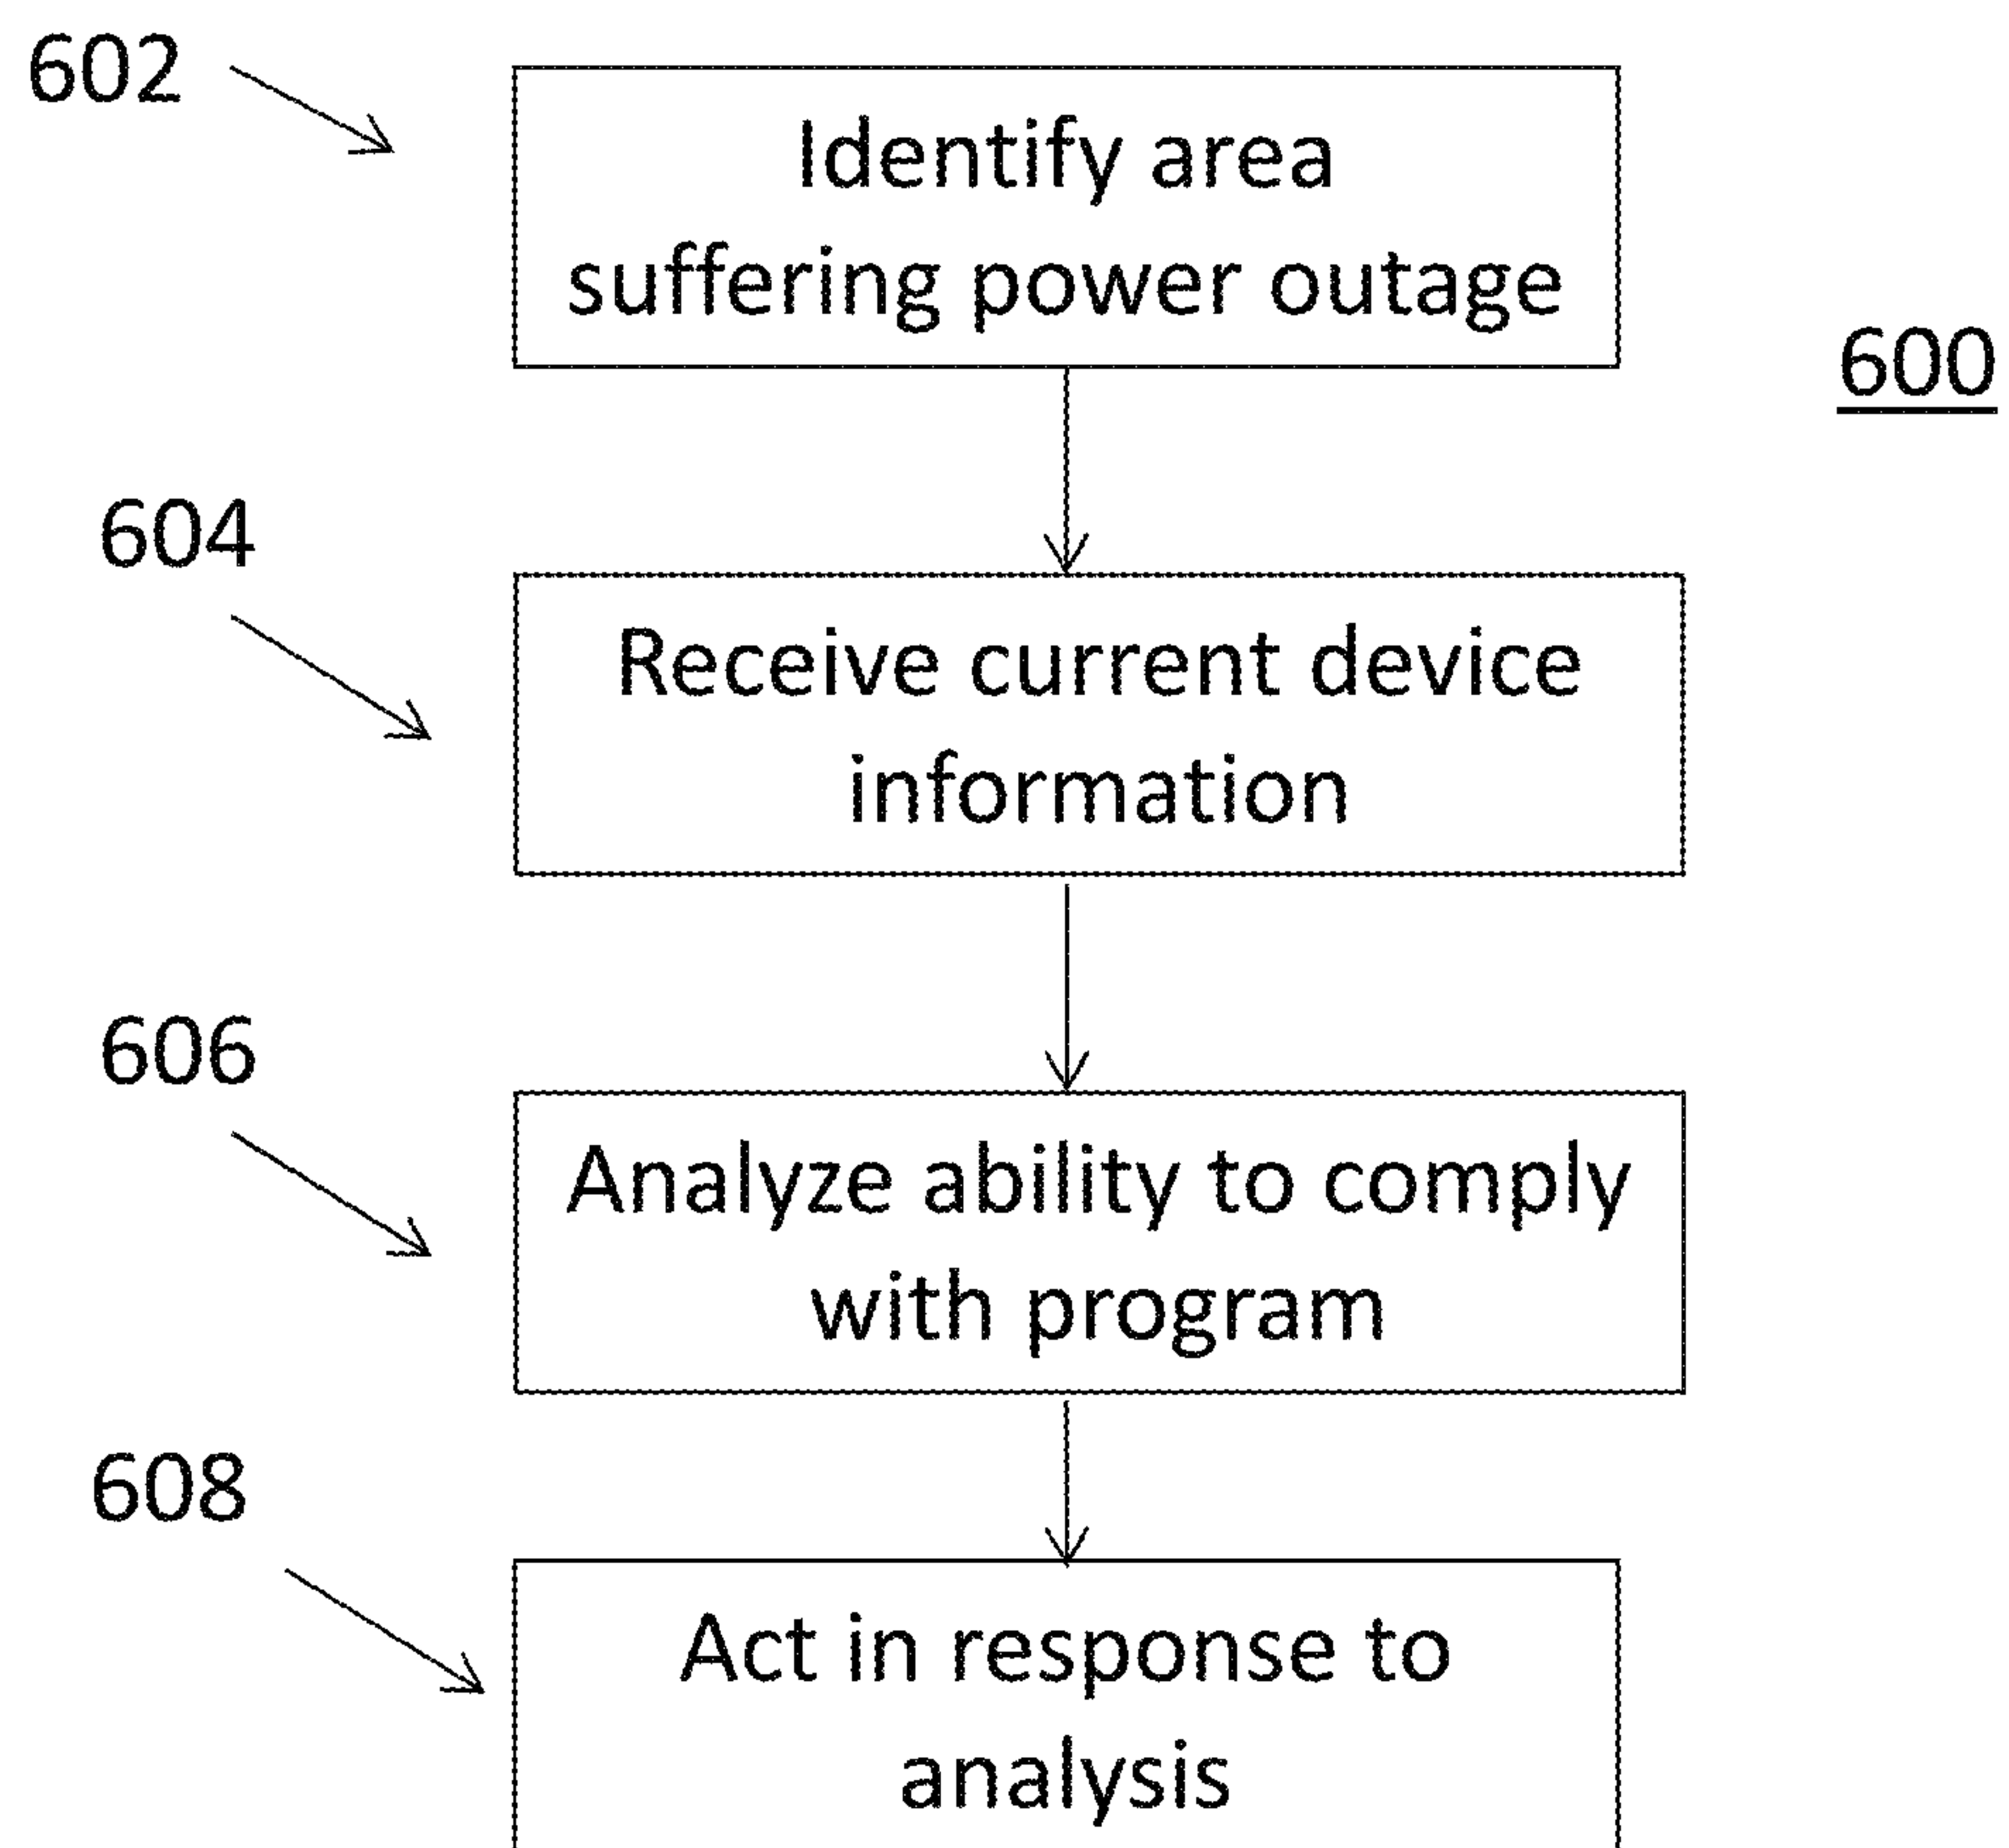 602
Identify area
suffering power outage
600
604
Receive current device
information
606
Analyze ability to comply
with program
608
Act in response to
analysis